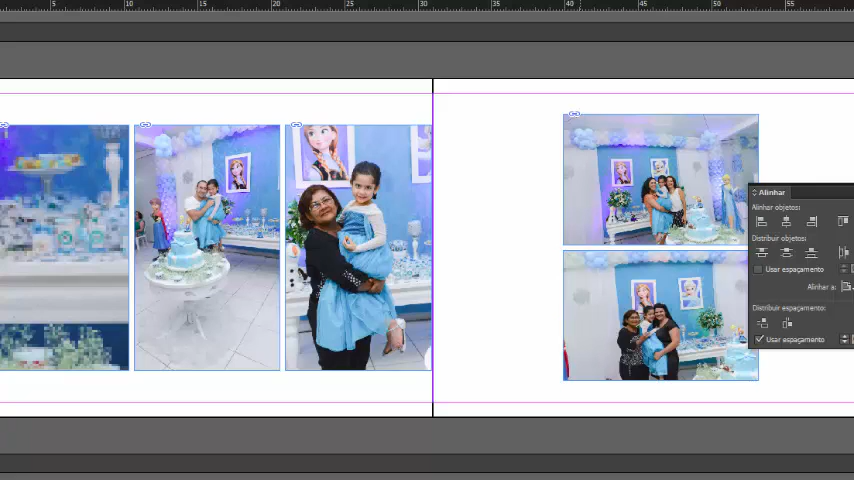 5 10 15 20 25 30 35 40 45 50 55
Alinhar
Alinhar objetos:
Distribuir objetos:
Usar espaçamento
Alinhar a:
Distribuir espaçamento:
Usar espaçamento